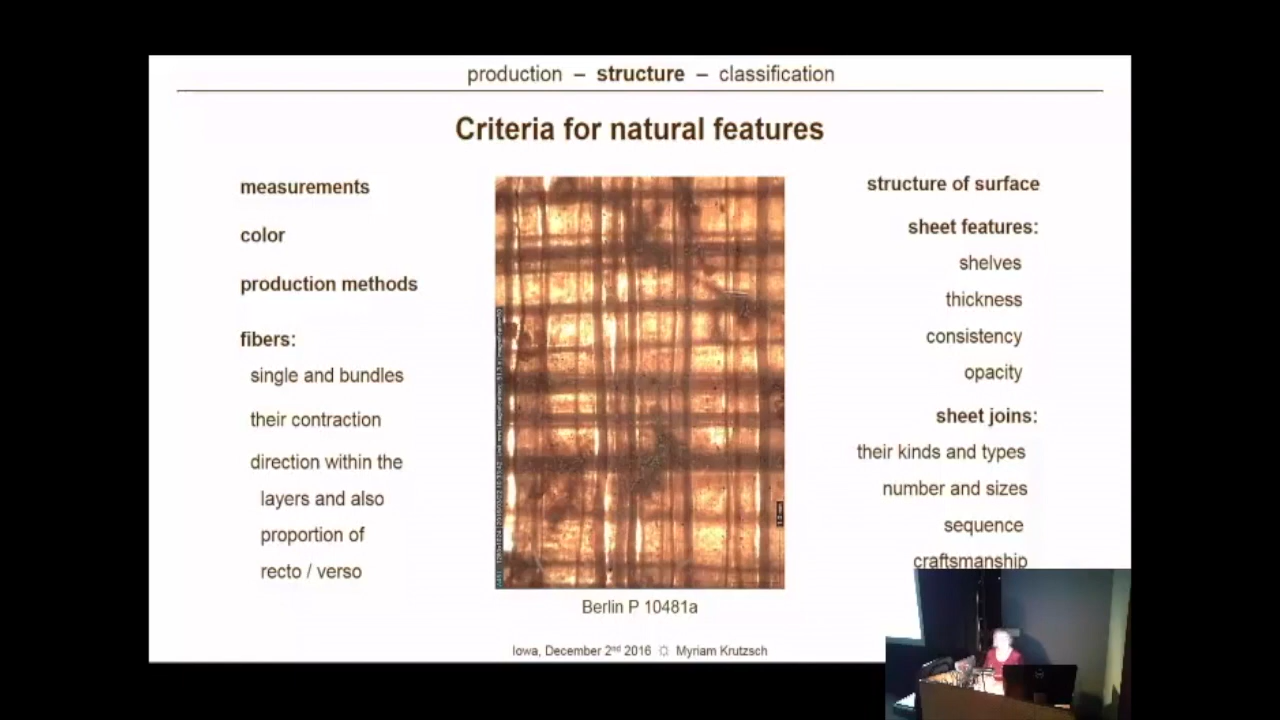 production – structure – classification
Criteria for natural features
measurements
color
production methods
fibers:
single and bundles
their contraction
direction within the
layers and also
proportion of
recto / verso
structure of surface
sheet features:
shelves
thickness
consistency
opacity
sheet joins:
their kinds and types
number and sizes
sequence
craftsmanship
Berlin P 10481a
Iowa, December 2nd 2016 ☼ Myriam Krutzsch